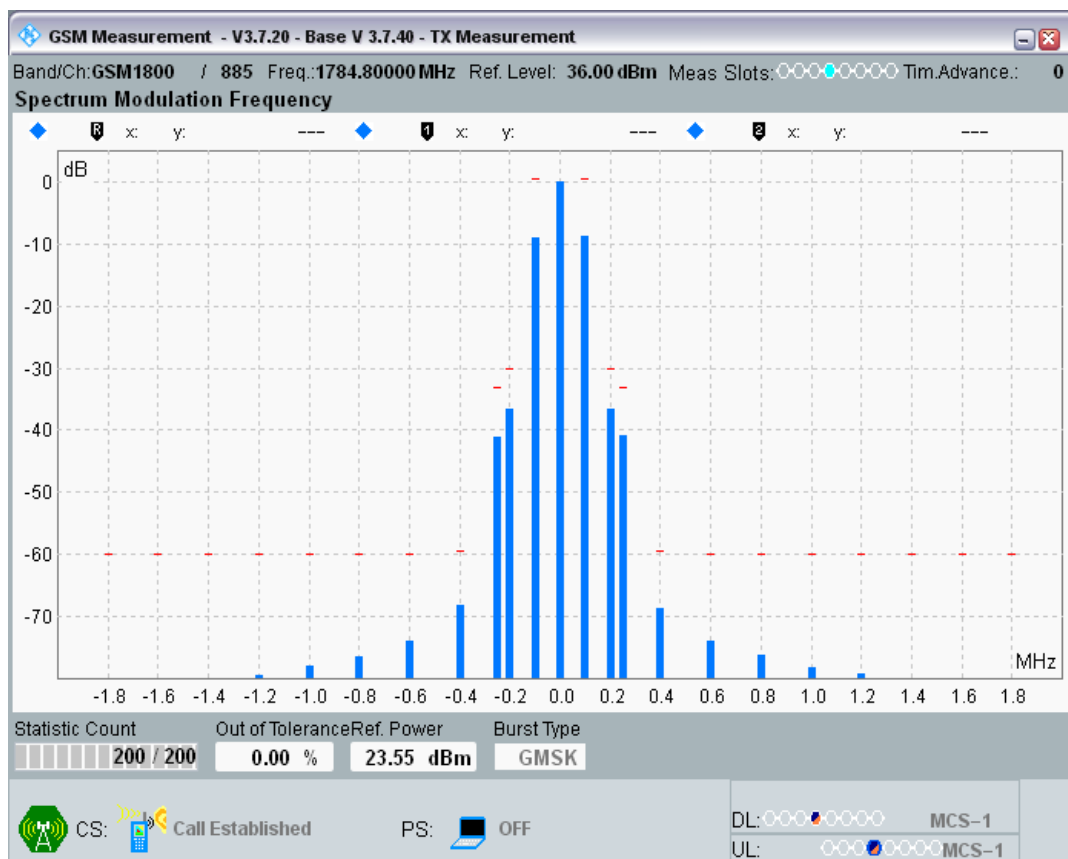 GSM Measurement - V3.7.20 - Base V 3.7.40 - TX Measurement
Band/Ch:GSM1800 / 885 Freq.:1784.80000 MHz Ref. Level: 36.00 dBm Meas Slots: Tim.Advance.: 0
Spectrum Modulation Frequency
R x: y: --- 1 x: y: --- 2 x: y: ---
dB
0
-10
-20
-30
-40
-50
-60
-70
MHz
-1.8 -1.6 -1.4 -1.2 -1.0 -0.8 -0.6 -0.4 -0.2 0.0 0.2 0.4 0.6 0.8 1.0 1.2 1.4 1.6 1.8
Statistic Count Out of Tolerance Ref. Power Burst Type
200 / 200 0.00 % 23.55 dBm GMSK
CS: Call Established PS: OFF
DL: MCS-1
UL: MCS-1